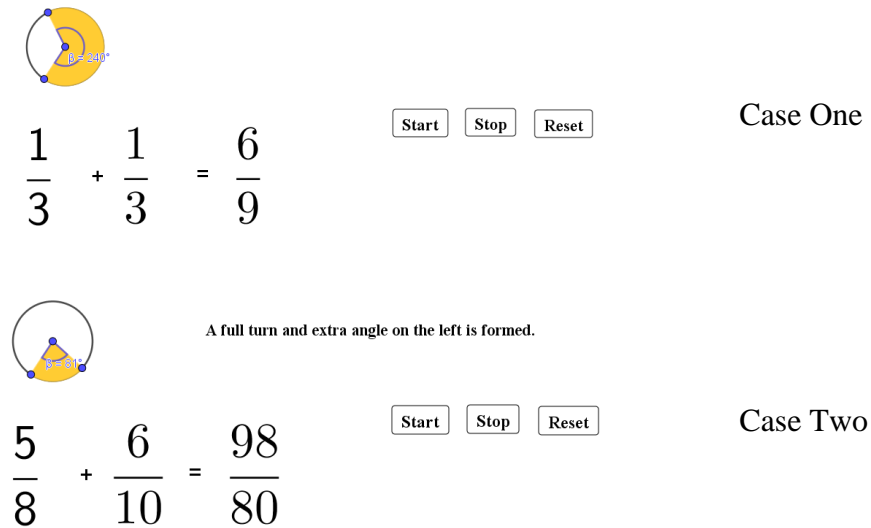 β = 240°
Start Stop Reset
Case One
1/3 + 1/3 = 6/9
β = 81°
A full turn and extra angle on the left is formed.
Start Stop Reset
Case Two
5/8 + 6/10 = 98/80